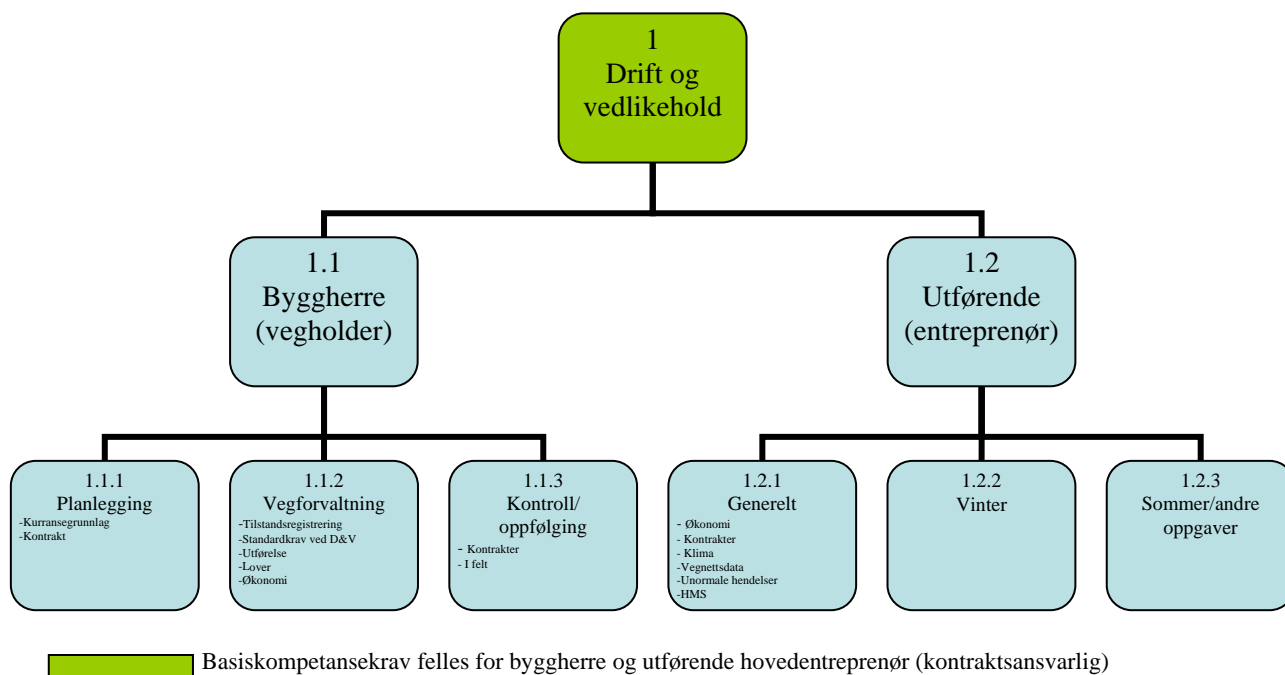 1
Drift og
vedlikehold
1.1
Byggherre
(vegholder)
1.2
Utførende
(entreprenør)
1.1.1
Planlegging
-Kurransegrunnlag
-Kontrakt
1.1.2
Vegforvaltning
-Tilstandsregistrering
-Standardkrav ved D&V
-Utførelse
-Lover
-Økonomi
1.1.3
Kontroll/
oppfølging
- Kontrakter
- I felt
1.2.1
Generelt
- Økonomi
- Kontrakter
- Klima
-Vegnettsdata
-Unormale hendelser
-HMS
1.2.2
Vinter
1.2.3
Sommer/andre
oppgaver
Basiskompetansekrav felles for byggherre og utførende hovedentreprenør (kontraktsansvarlig)